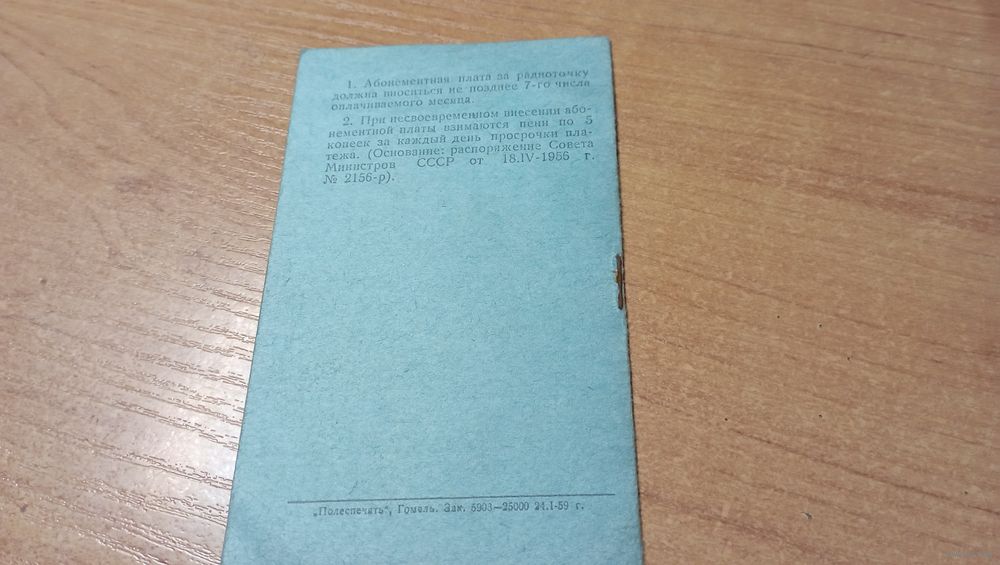 1. Абонементная плата за радиоточку
должна вноситься не позднее 7-го числа
оплачиваемого месяца.
2. При несвоевременном внесении або-
нементной платы взимаются пени по 5
копеек за каждый день просрочки пла-
тежа. (Основание: распоряжение Совета
Министров СССР от 18.IV-1956 г.
№ 2156-р).
„Полеспечать", Гомель. Зак. 5903—25000 24.I-59 г.